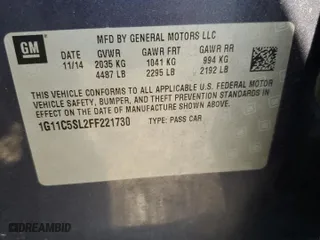 GM
MFD BY GENERAL MOTORS LLC
DATE GVWR GAWR FRT GAWR RR
11/14 2035 KG 1041 KG 994 KG
4487 LB 2295 LB 2192 LB
THIS VEHICLE CONFORMS TO ALL APPLICABLE U.S. FEDERAL MOTOR
VEHICLE SAFETY, BUMPER, AND THEFT PREVENTION STANDARDS
IN EFFECT ON THE DATE OF MANUFACTURE SHOWN ABOVE.
1G11C5SL2FF221730 TYPE: PASS CAR
©DREAMBID